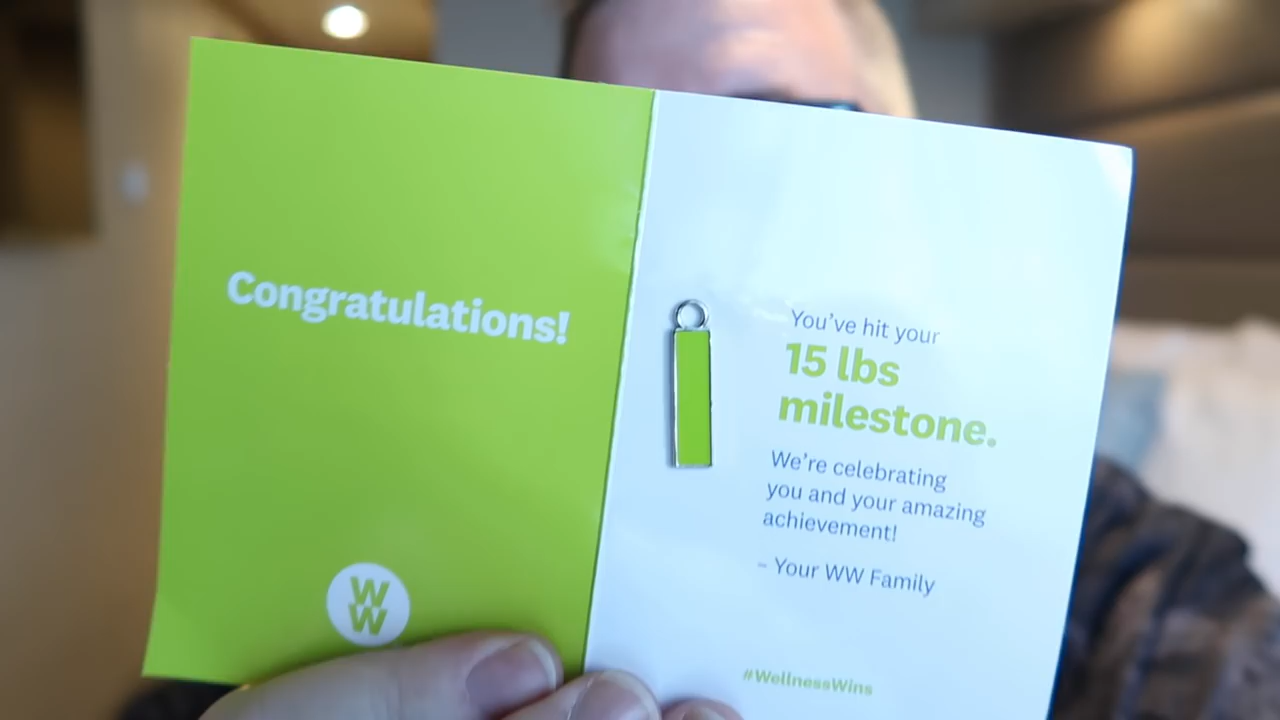 Congratulations!
W
W
You've hit your
15 lbs
milestone.
We're celebrating
you and your amazing
achievement!
– Your WW Family
#WellnessWins